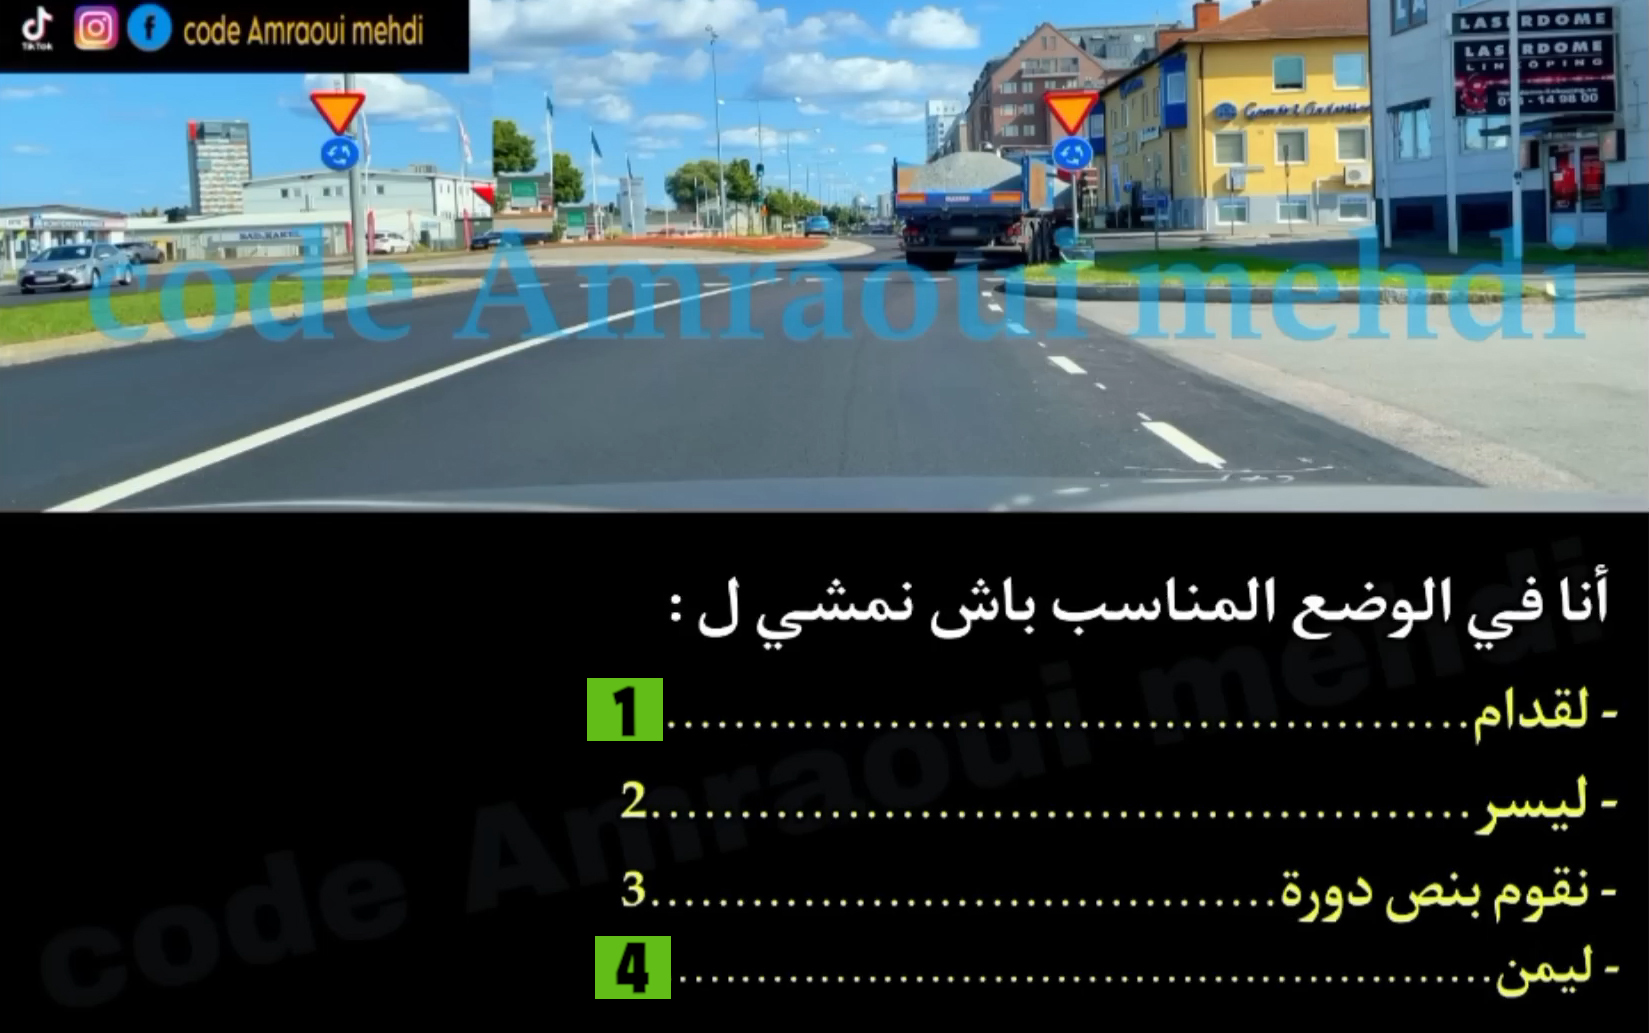 code Amraoui mehdi
TikTok
LASERDOME
LASERDOME
LINKÖPING
- 14 98 00
code Amraoui mehdi
أنا في الوضع المناسب باش نمشي ل :
- لقدام.......................................... 1
- ليسر..........................................2
- نقوم بنص دورة................................3
- ليمن.......................................... 4
code Amraoui mehdi